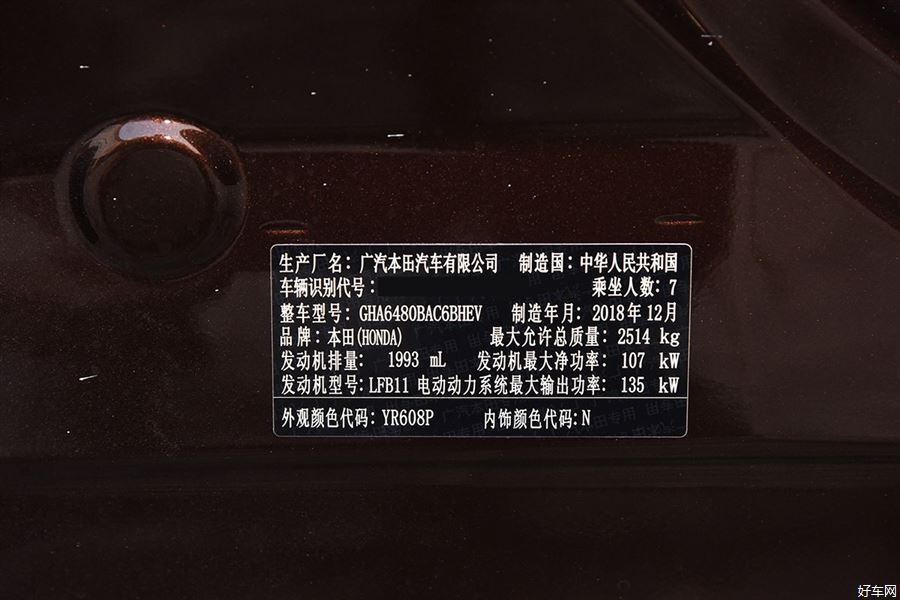 生产厂名：广汽本田汽车有限公司 制造国：中华人民共和国
车辆识别代号： 乘坐人数：7
整车型号：GHA6480BAC6BHEV 制造年月：2018年12月
品牌：本田(HONDA) 最大允许总质量：2514 kg
发动机排量： 1993 mL 发动机最大净功率：107 kW
发动机型号：LFB11 电动动力系统最大输出功率：135 kW
外观颜色代码：YR608P 内饰颜色代码：N
好车网